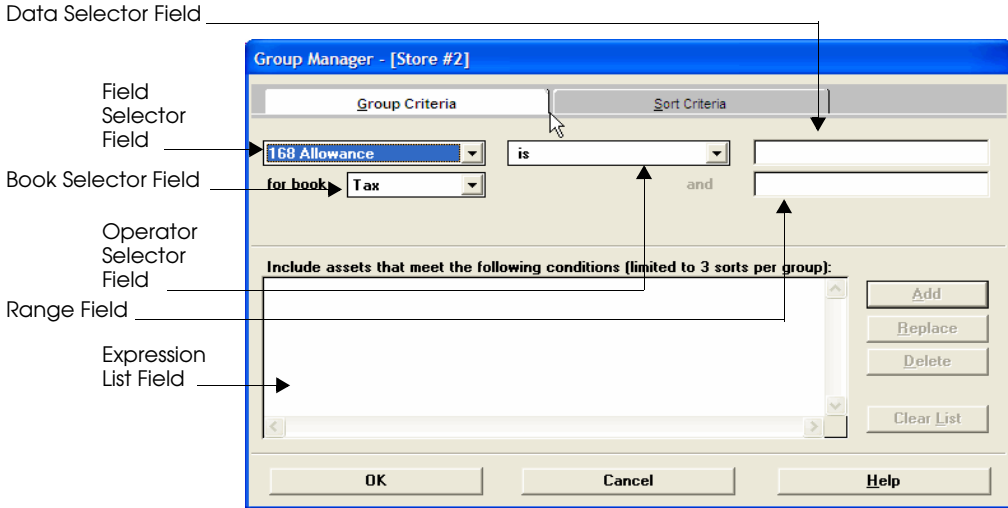 Data Selector Field
Group Manager - [Store #2]
Field
Selector
Field
Group Criteria
Sort Criteria
168 Allowance
is
Book Selector Field
for book
Tax
and
Operator
Selector
Field
Include assets that meet the following conditions (limited to 3 sorts per group):
Range Field
Add
Replace
Expression
List Field
Delete
Clear List
OK
Cancel
Help